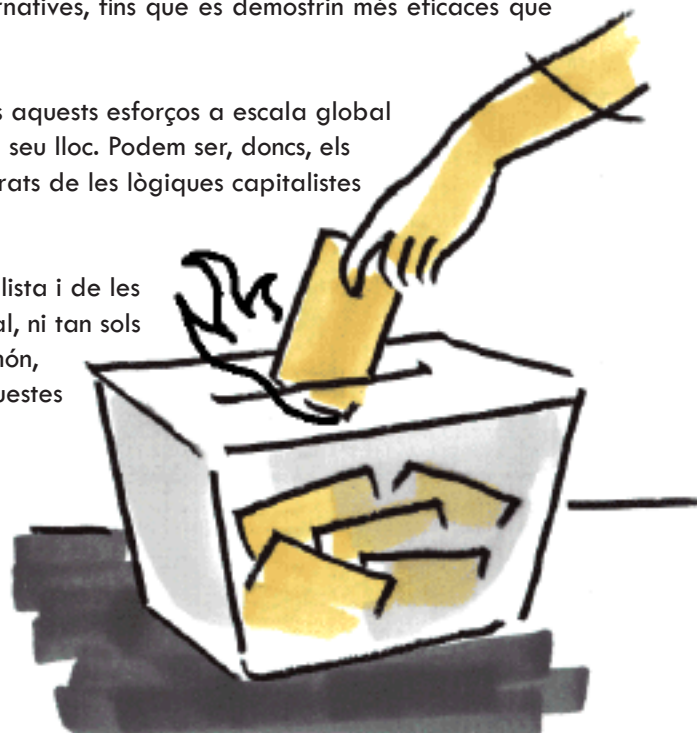 rnatives, fins que es demostrin més eficaces que
s aquests esforços a escala global
seu lloc. Podem ser, doncs, els
rats de les lògiques capitalistes
lista i de les
al, ni tan sols
món,
uestes